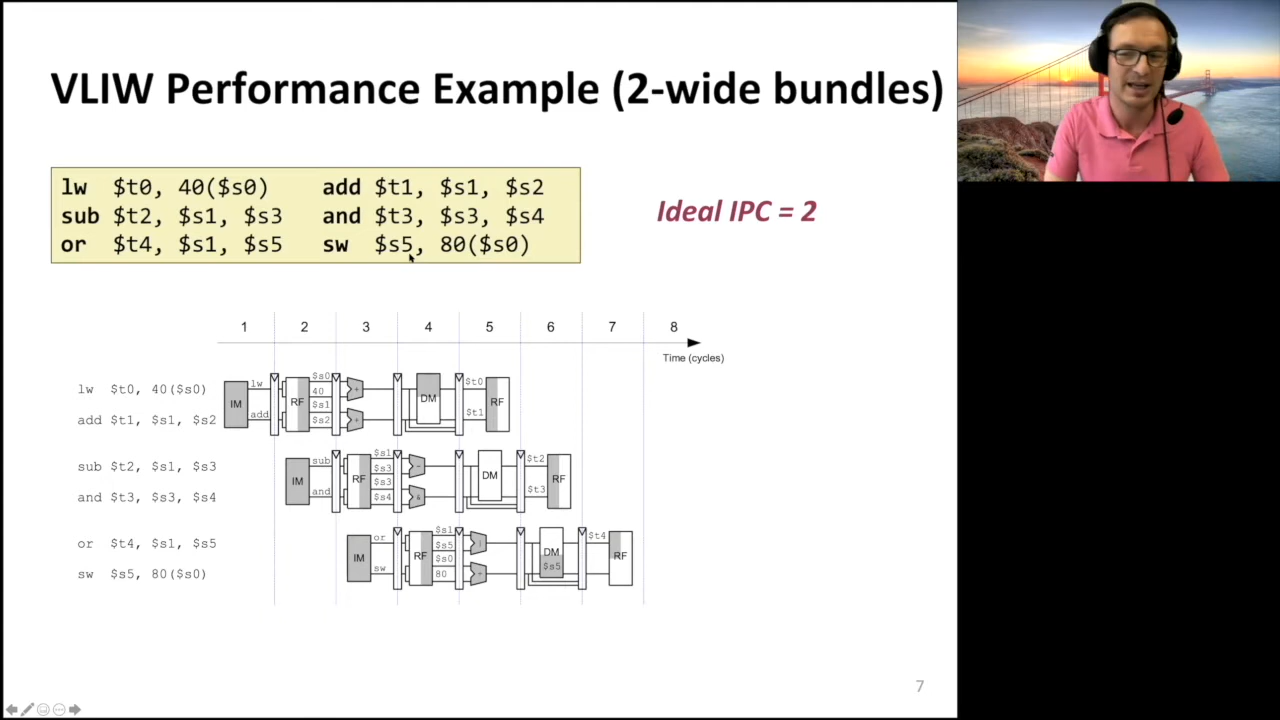 VLIW Performance Example (2-wide bundles)
lw $t0, 40($s0) add $t1, $s1, $s2
sub $t2, $s1, $s3 and $t3, $s3, $s4
or $t4, $s1, $s5 sw $s5, 80($s0)
Ideal IPC = 2
1 2 3 4 5 6 7 8
Time (cycles)
lw $t0, 40($s0)
add $t1, $s1, $s2
IM
lw
add
RF
$s0
40
$s1
$s2
+
+
DM
$t0
$t1
RF
sub $t2, $s1, $s3
and $t3, $s3, $s4
IM
sub
and
RF
$s1
$s3
$s3
$s4
-
&
DM
$t2
$t3
RF
or $t4, $s1, $s5
sw $s5, 80($s0)
IM
or
sw
RF
$s1
$s5
$s0
80
|
+
DM
$s5
$t4
RF
7